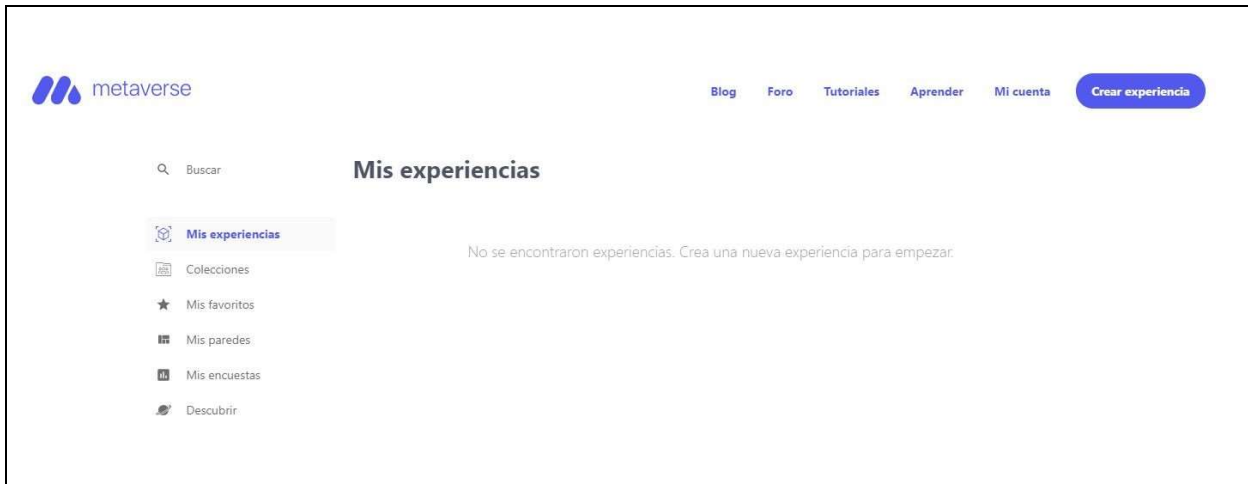 metaverse
Blog Foro Tutoriales Aprender Mi cuenta Crear experiencia
Buscar
Mis experiencias
Mis experiencias
No se encontraron experiencias. Crea una nueva experiencia para empezar.
Colecciones
Mis favoritos
Mis paredes
Mis encuestas
Descubrir